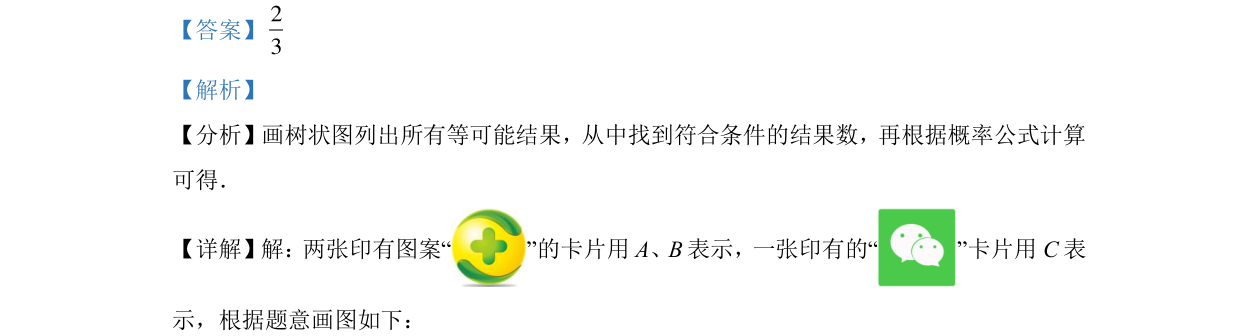 【答案】2/3
【解析】
【分析】画树状图列出所有等可能结果，从中找到符合条件的结果数，再根据概率公式计算
可得．
【详解】解：两张印有图案“”的卡片用 A、B 表示，一张印有的“”卡片用 C 表
示，根据题意画图如下：